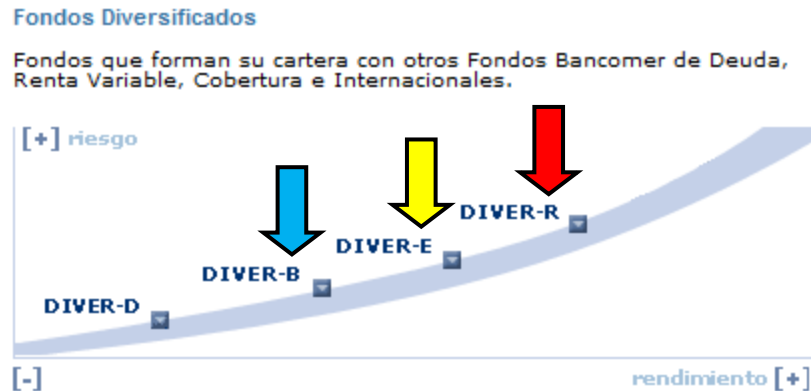 Fondos Diversificados
Fondos que forman su cartera con otros Fondos Bancomer de Deuda,
Renta Variable, Cobertura e Internacionales.
[+] riesgo
DIVER-R
DIVER-E
DIVER-B
DIVER-D
[-]
rendimiento [+]